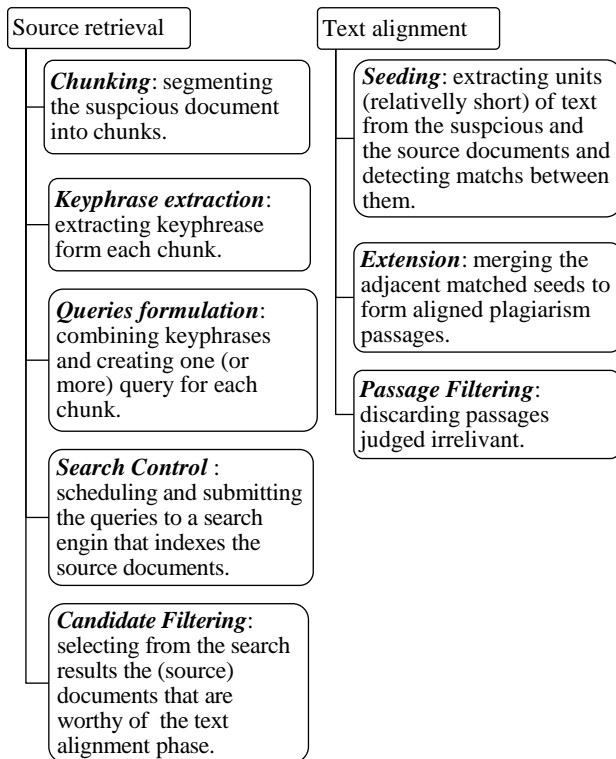 Source retrieval
Chunking: segmenting
the suspcious document
into chunks.
Keyphrase extraction:
extracting keyphrease
form each chunk.
Queries formulation:
combining keyphrases
and creating one (or
more) query for each
chunk.
Search Control :
scheduling and submitting
the queries to a search
engin that indexes the
source documents.
Candidate Filtering:
selecting from the search
results the (source)
documents that are
worthy of the text
alignment phase.
Text alignment
Seeding: extracting units
(relativelly short) of text
from the suspcious and
the source documents and
detecting matchs between
them.
Extension: merging the
adjacent matched seeds to
form aligned plagiarism
passages.
Passage Filtering:
discarding passages
judged irrelivant.